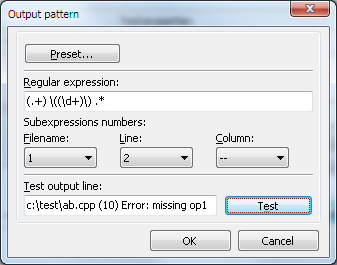 Output pattern
Preset...
Regular expression:
(.+) \((\d+)\) .*
Subexpressions numbers:
Filename: Line: Column:
1 2 --
Test output line:
c:\test\ab.cpp (10) Error: missing op1 Test
OK Cancel